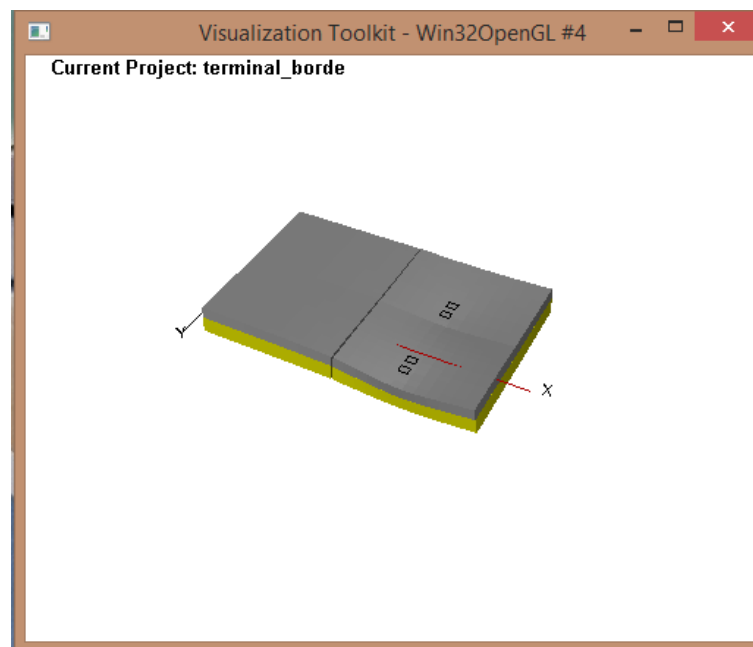 Visualization Toolkit - Win32OpenGL #4
Current Project: terminal_borde
Y
X